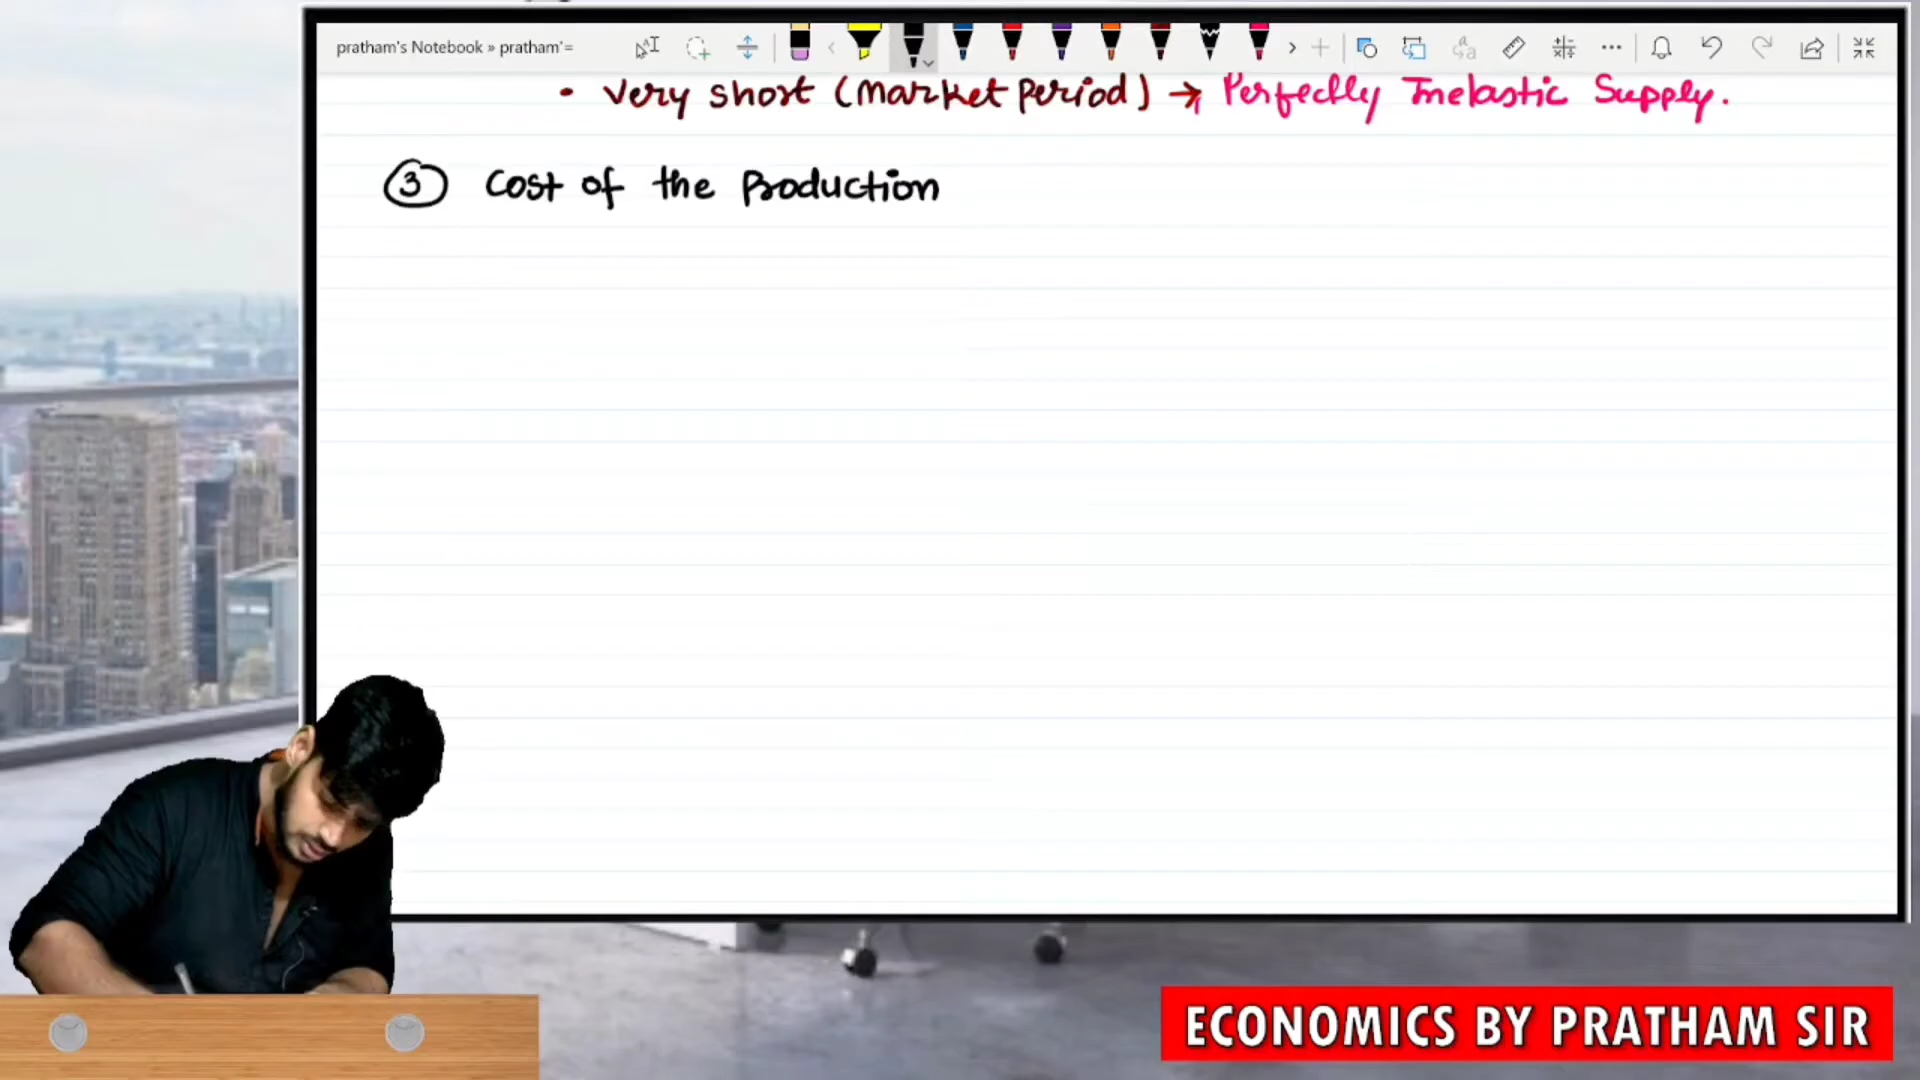 pratham's Notebook » pratham'=
• Very short (Market Period) → Perfectly Inelastic Supply.
③ Cost of the Production
ECONOMICS BY PRATHAM SIR